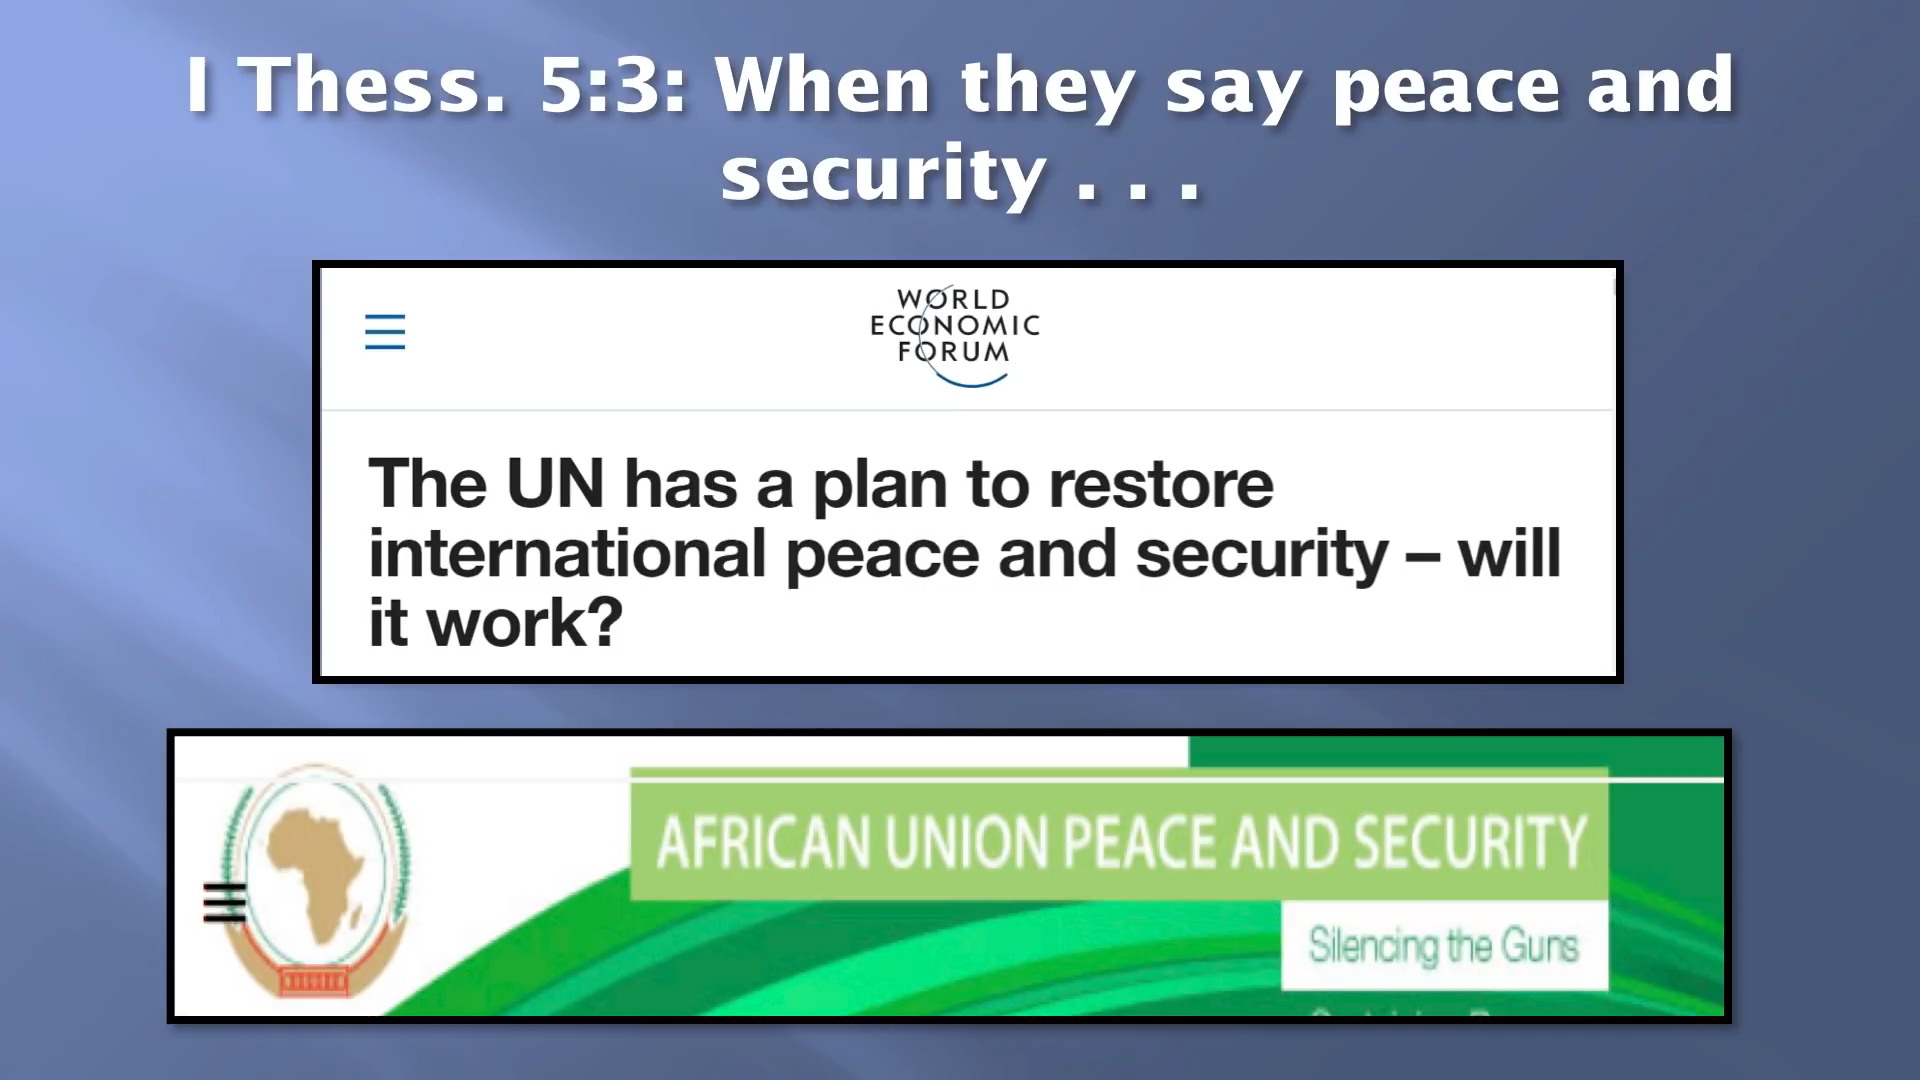 I Thess. 5:3: When they say peace and
security . . .
WORLD
ECONOMIC
FORUM
The UN has a plan to restore
international peace and security – will
it work?
AFRICAN UNION PEACE AND SECURITY
Silencing the Guns